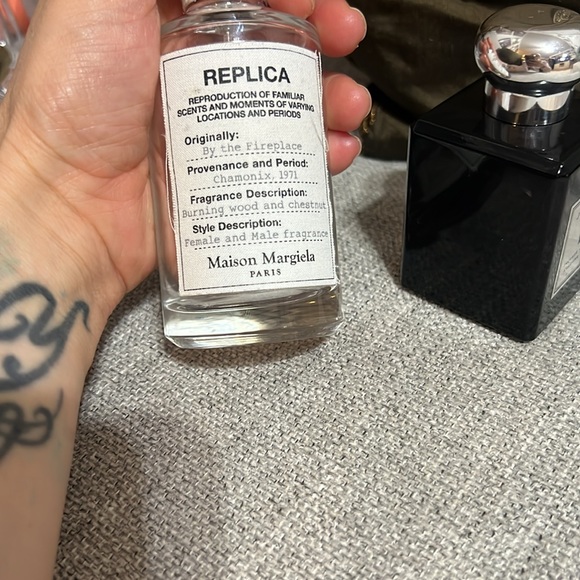 REPLICA
REPRODUCTION OF FAMILIAR
SCENTS AND MOMENTS OF VARYING
LOCATIONS AND PERIODS
Originally:
By the Fireplace
Provenance and Period:
Chamonix, 1971
Fragrance Description:
Burning wood and chestnut
Style Description:
Female and Male fragrance
Maison Margiela
PARIS